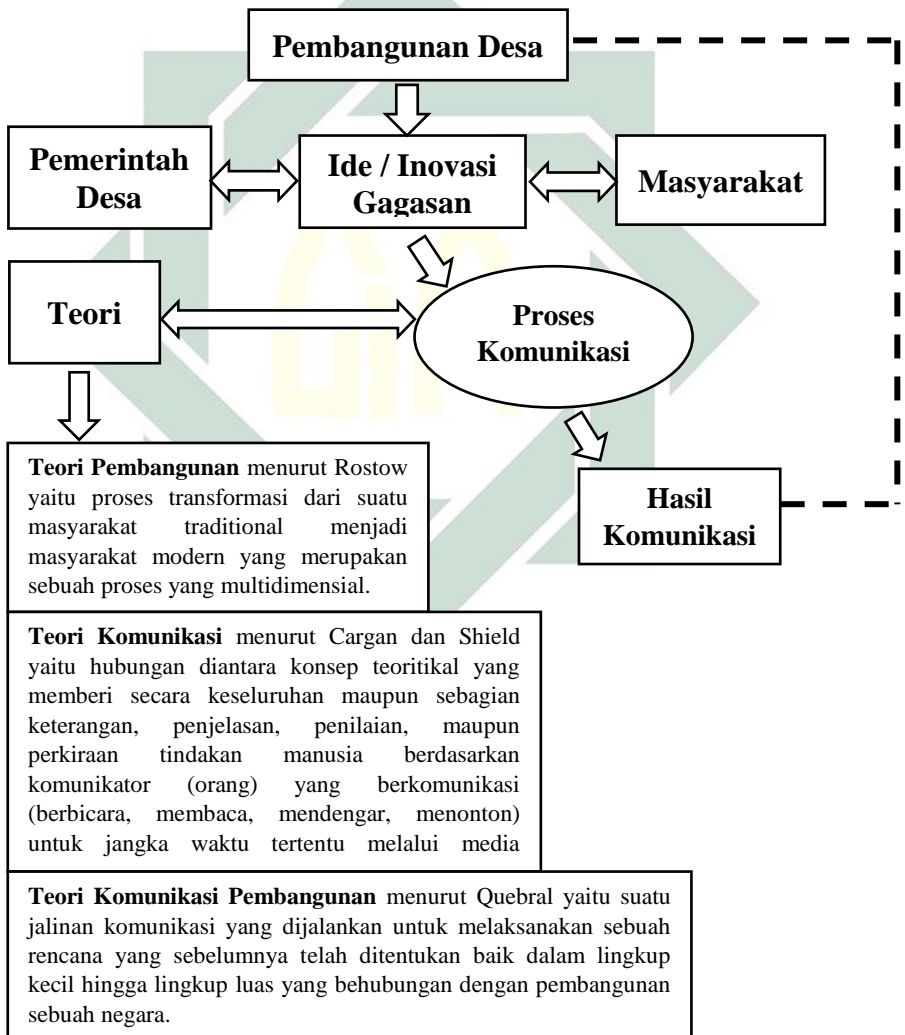 Pembangunan Desa
Pemerintah
Desa
Ide / Inovasi
Gagasan
Masyarakat
Teori
Proses
Komunikasi
Teori Pembangunan menurut Rostow
yaitu proses transformasi dari suatu
masyarakat traditional menjadi
masyarakat modern yang merupakan
sebuah proses yang multidimensial.
Hasil
Komunikasi
Teori Komunikasi menurut Cargan dan Shield
yaitu hubungan diantara konsep teoritikal yang
memberi secara keseluruhan maupun sebagian
keterangan, penjelasan, penilaian, maupun
perkiraan tindakan manusia berdasarkan
komunikator (orang) yang berkomunikasi
(berbicara, membaca, mendengar, menonton)
untuk jangka waktu tertentu melalui media
Teori Komunikasi Pembangunan menurut Quebral yaitu suatu
jalinan komunikasi yang dijalankan untuk melaksanakan sebuah
rencana yang sebelumnya telah ditentukan baik dalam lingkup
kecil hingga lingkup luas yang behubungan dengan pembangunan
sebuah negara.